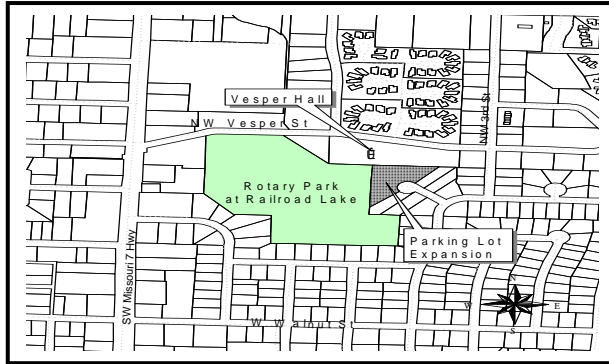 Vesper Hall
NW Vesper St
NW 3rd St
Rotary Park
at Railroad Lake
Parking Lot
Expansion
SW Missouri 7 Hwy
W Walnut St
N
W
E
S